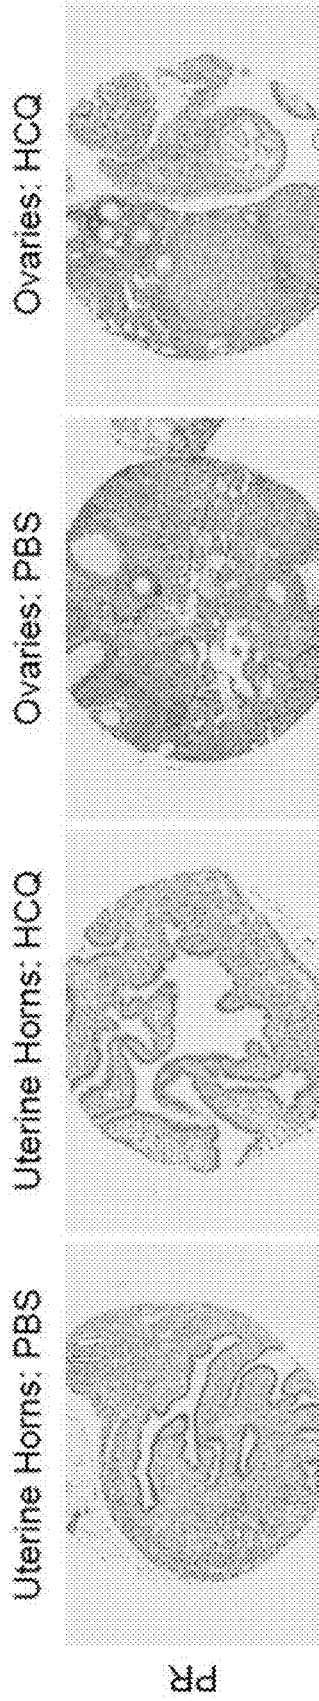 Uterine Horns: PBS
Uterine Horns: HCQ
Ovaries: PBS
Ovaries: HCQ
PR